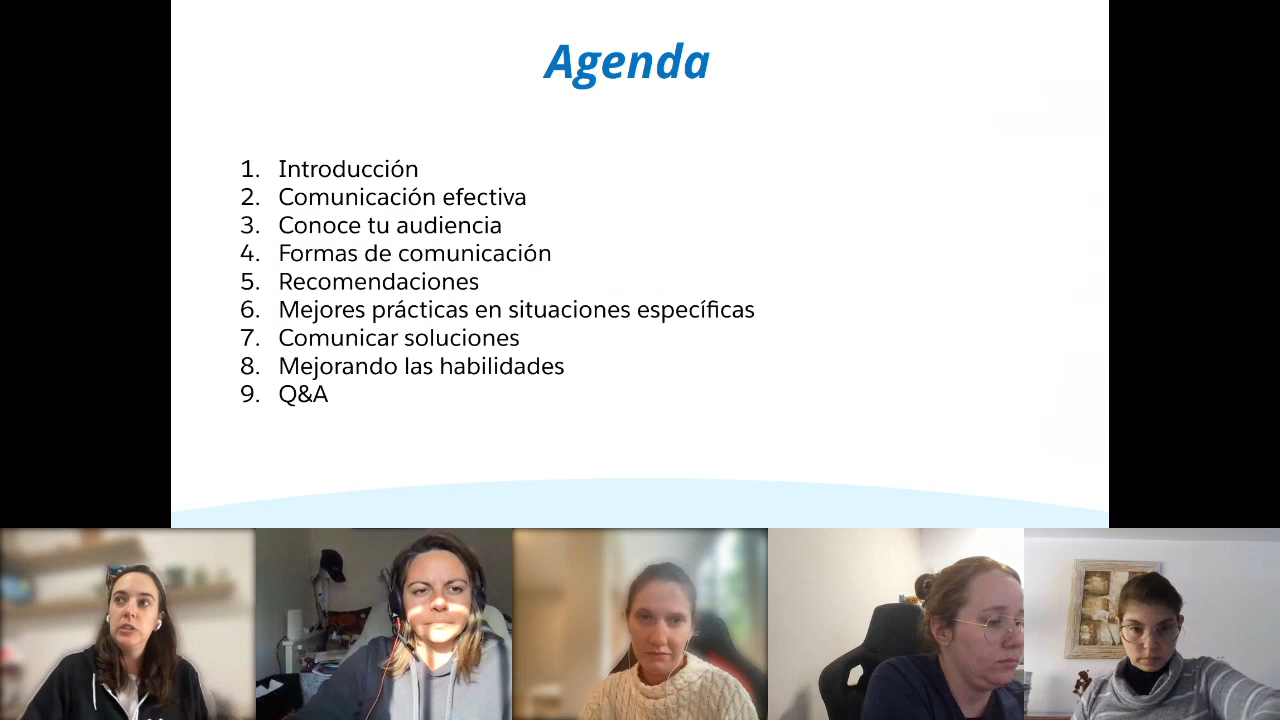 Agenda
1. Introducción
2. Comunicación efectiva
3. Conoce tu audiencia
4. Formas de comunicación
5. Recomendaciones
6. Mejores prácticas en situaciones específicas
7. Comunicar soluciones
8. Mejorando las habilidades
9. Q&A